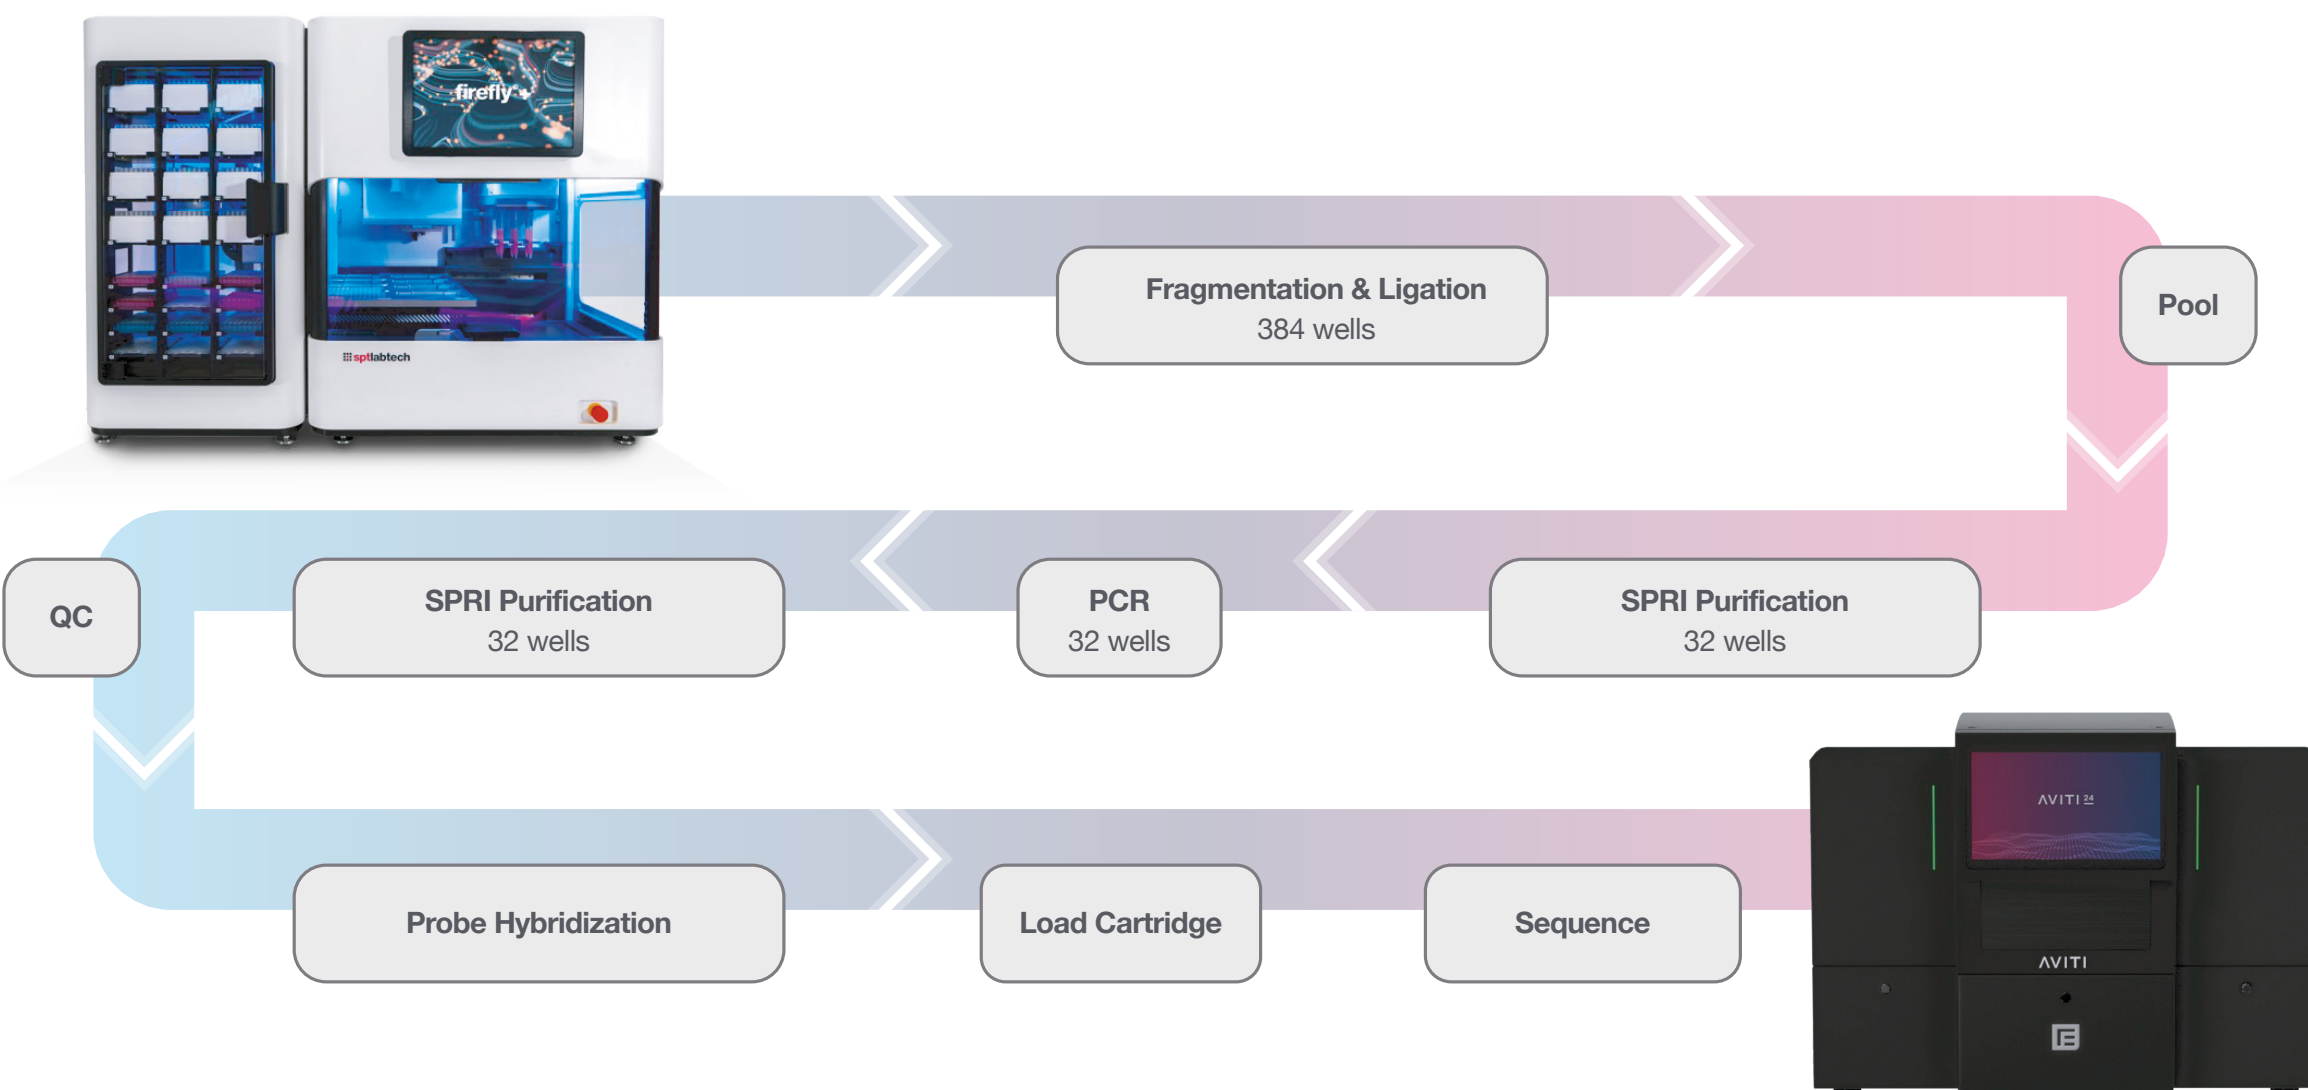 firefly +
sptlabtech
Fragmentation & Ligation
384 wells
Pool
SPRI Purification
32 wells
PCR
32 wells
SPRI Purification
32 wells
QC
Probe Hybridization
Load Cartridge
Sequence
AVITI 24
AVITI